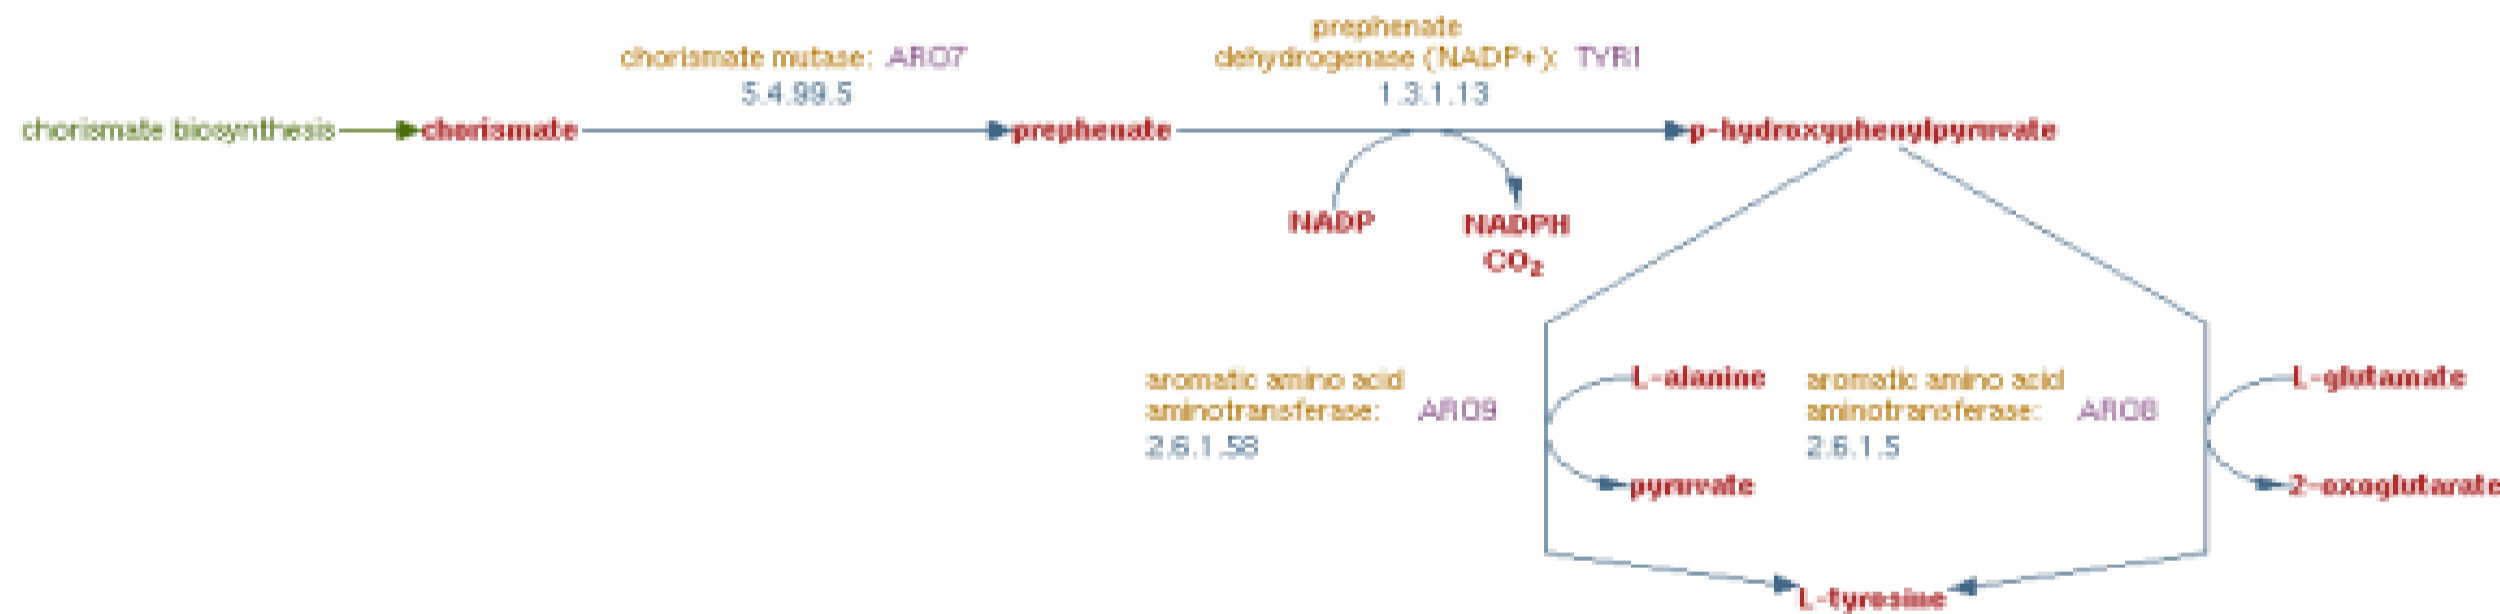 prephenate
chorismate mutase: ARO7
dehydrogenase (NADP+): TYR1
5.4.99.5
1.3.1.13
chorismate biosynthesis
chorismate
prephenate
p-hydroxyphenylpyruvate
NADP
NADPH
CO2
aromatic amino acid
aminotransferase: ARO9
2.6.1.58
L-alanine
pyruvate
aromatic amino acid
aminotransferase: ARO8
2.6.1.5
L-glutamate
2-oxoglutarate
L-tyrosine